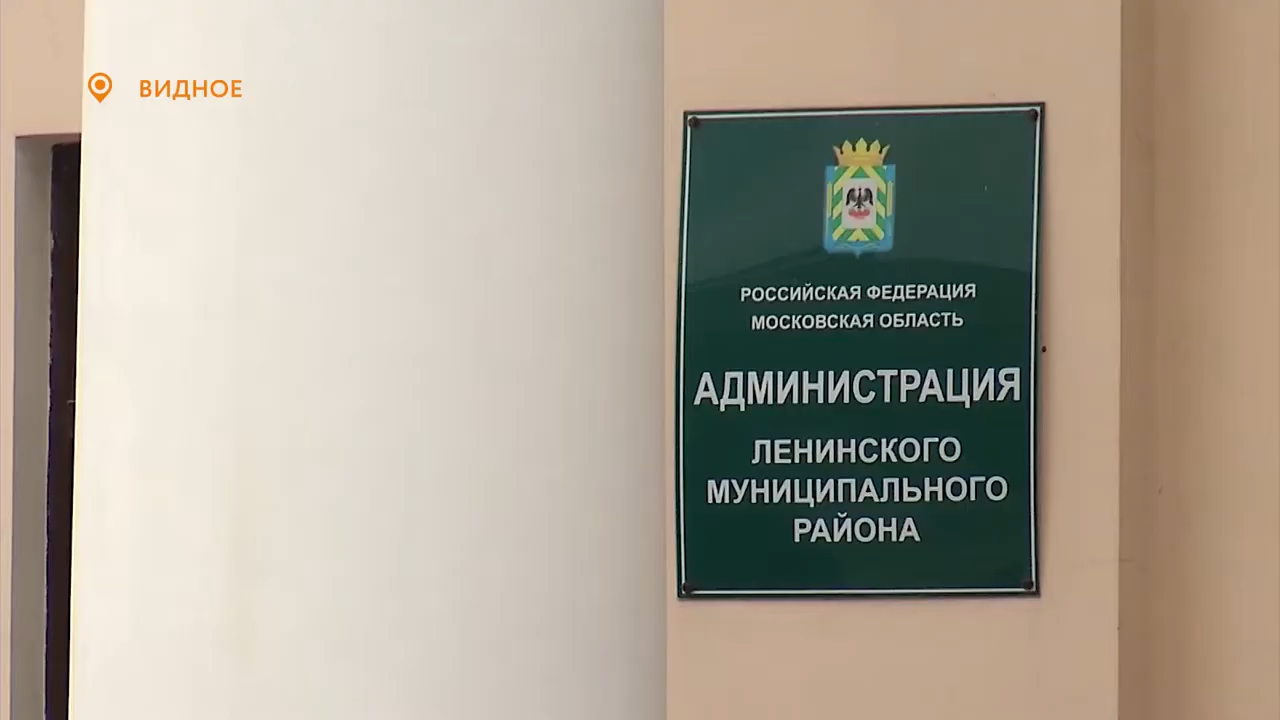 ВИДНОЕ
РОССИЙСКАЯ ФЕДЕРАЦИЯ
МОСКОВСКАЯ ОБЛАСТЬ
АДМИНИСТРАЦИЯ
ЛЕНИНСКОГО
МУНИЦИПАЛЬНОГО
РАЙОНА